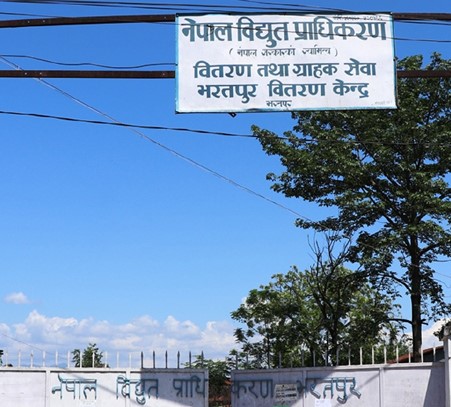 नेपाल विद्युत प्राधिकरण
( नेपाल सरकारको स्वामित्व )
वितरण तथा ग्राहक सेवा
भरतपुर वितरण केन्द्र
भरतपुर
नेपाल विद्युत प्राधिकरण भरतपुर